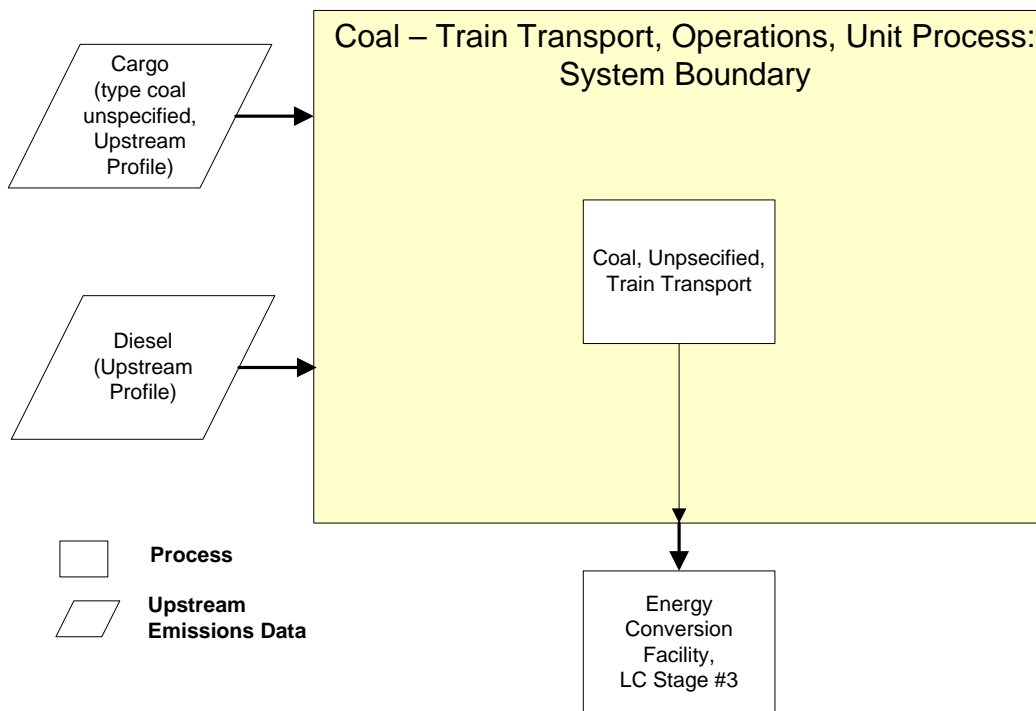 Coal – Train Transport, Operations, Unit Process:
System Boundary
Cargo
(type coal
unspecified,
Upstream
Profile)
Coal, Unpsecified,
Train Transport
Diesel
(Upstream
Profile)
Process
Upstream
Emissions Data
Energy
Conversion
Facility,
LC Stage #3